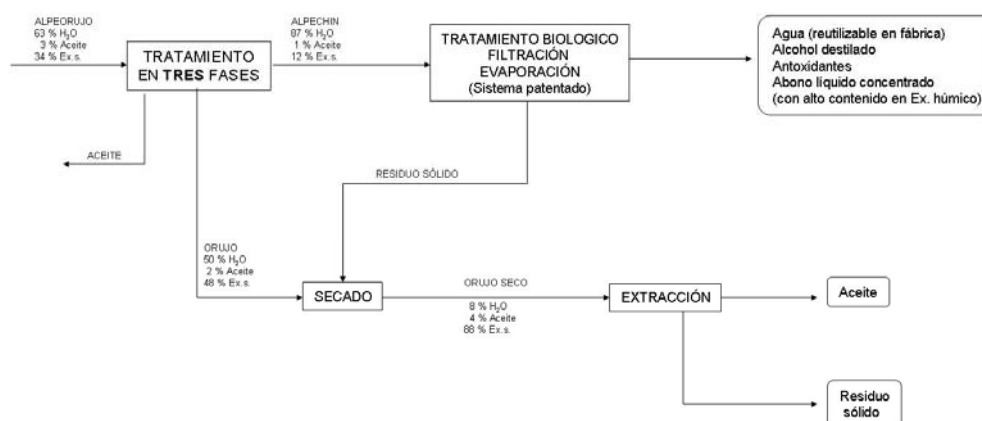 ALPEORUJO
63 % H₂O
3 % Aceite
34 % Ex.s.
TRATAMIENTO
EN TRES FASES
ALPECHIN
87 % H₂O
1 % Aceite
12 % Ex.s.
TRATAMIENTO BIOLOGICO
FILTRACIÓN
EVAPORACIÓN
(Sistema patentado)
Agua (reutilizable en fábrica)
Alcohol destilado
Antoxidantes
Abono líquido concentrado
(con alto contenido en Ex. húmico)
ACEITE
RESIDUO SÓLIDO
ORUJO
50 % H₂O
2 % Aceite
48 % Ex.s.
SECADO
ORUJO SECO
8 % H₂O
4 % Aceite
88 % Ex.s.
EXTRACCIÓN
Aceite
Residuo
sólido